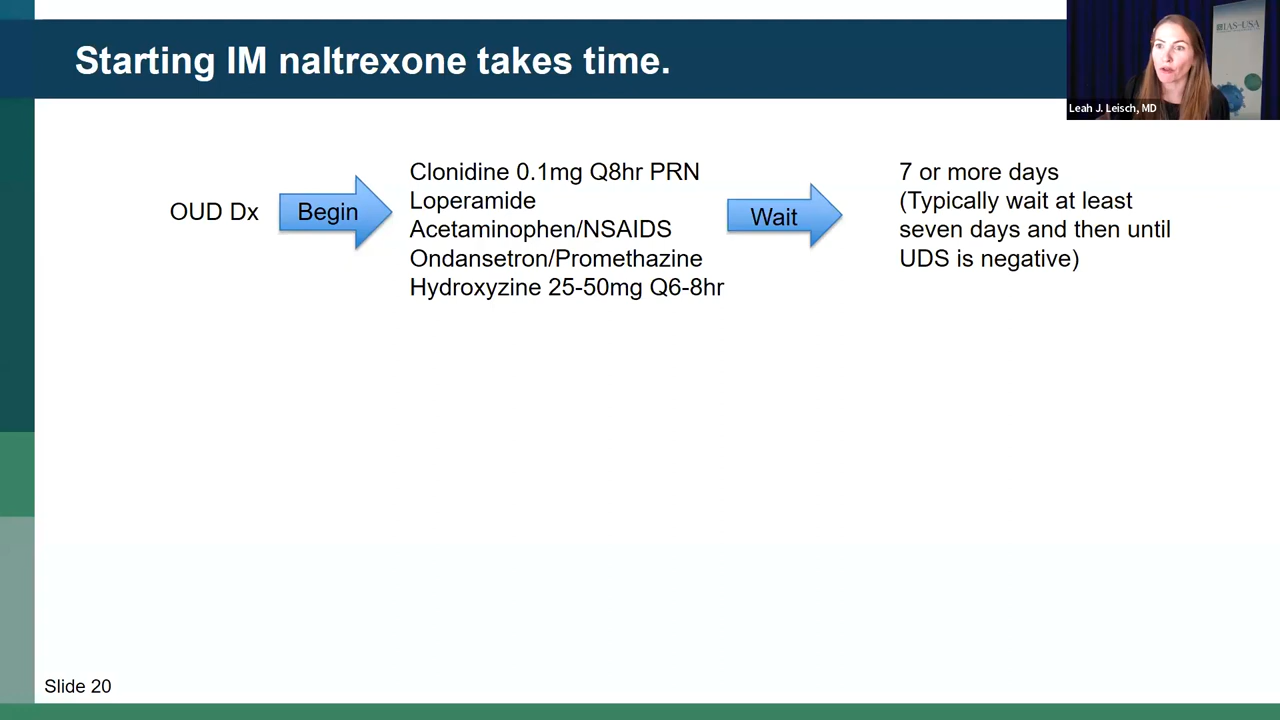 Starting IM naltrexone takes time.
IAS–USA
Leah J. Leisch, MD
OUD Dx
Begin
Clonidine 0.1mg Q8hr PRN
Loperamide
Acetaminophen/NSAIDS
Ondansetron/Promethazine
Hydroxyzine 25-50mg Q6-8hr
Wait
7 or more days
(Typically wait at least
seven days and then until
UDS is negative)
Slide 20